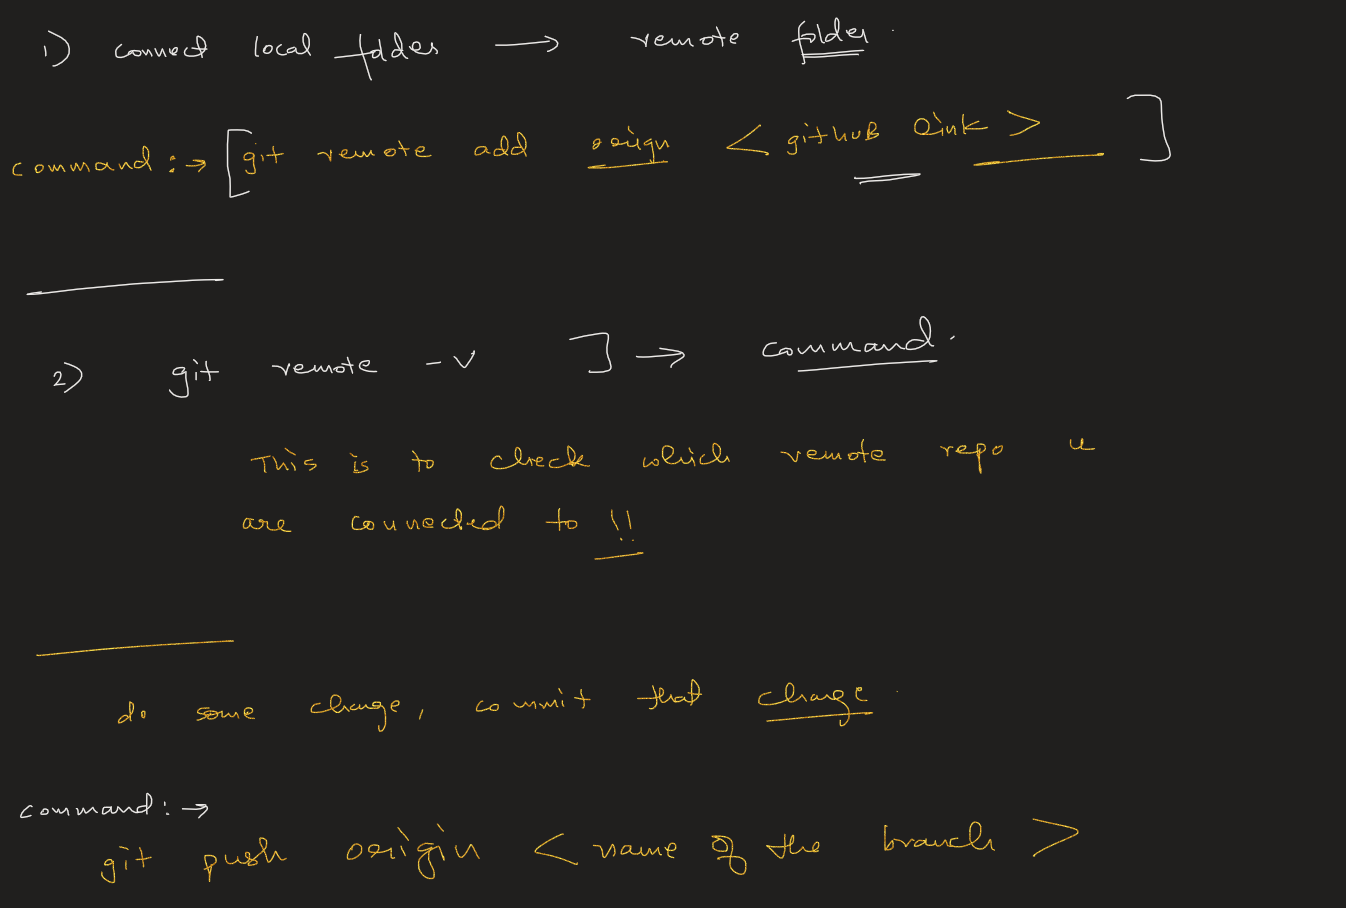 1) connect local folder → remote folder.
command :→ [git remote add origin < gitHuB link > ]
2) git remote -v ] → command.
This is to check which remote repo u
are connected to !!
do some change, commit that change.
command :→
git push origin < name of the branch >